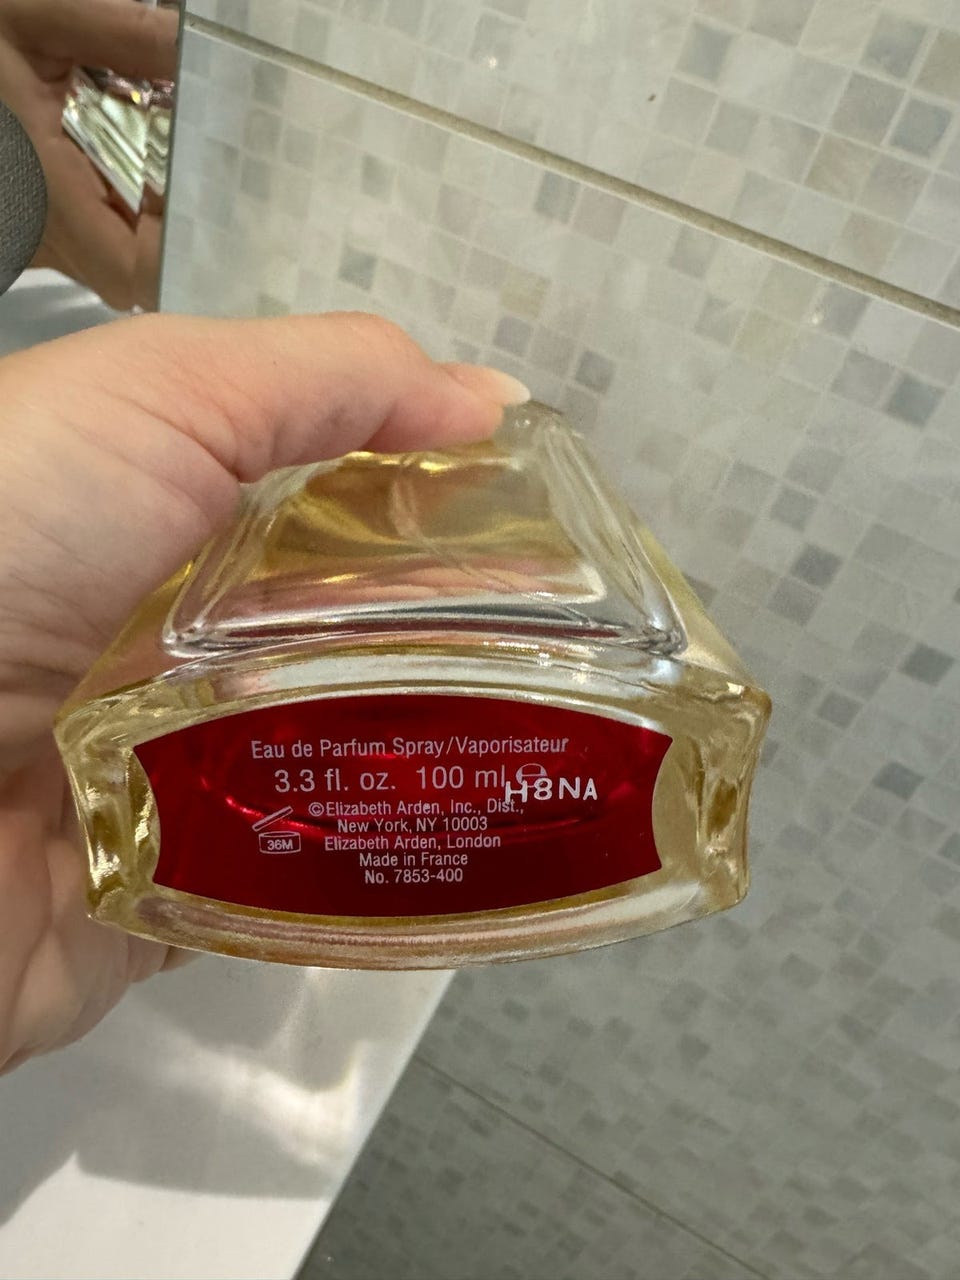 Eau de Parfum Spray/Vaporisateur
3.3 fl. oz. 100 ml ℮
H8NA
©Elizabeth Arden, Inc., Dist.,
New York, NY 10003
36M
Elizabeth Arden, London
Made in France
No. 7853-400